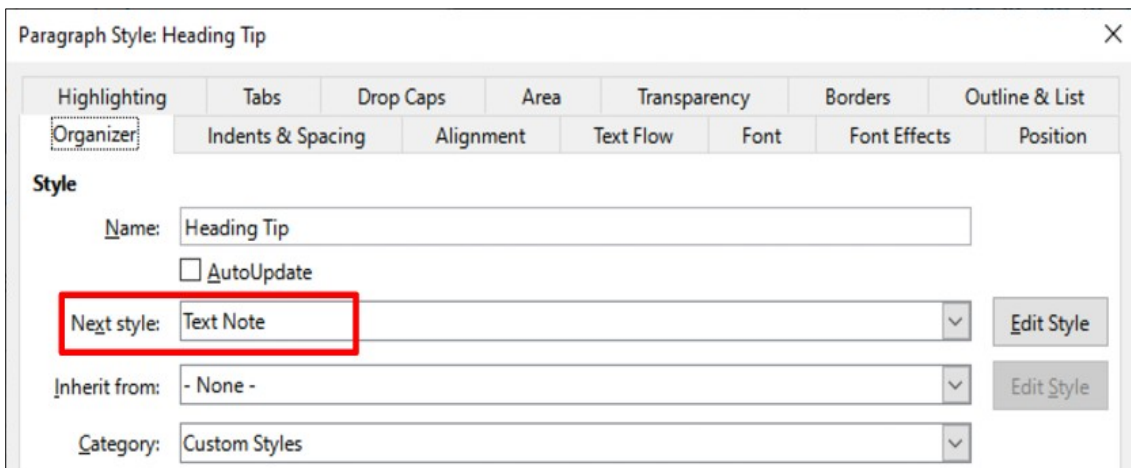 Paragraph Style: Heading Tip
Highlighting Tabs Drop Caps Area Transparency Borders Outline & List
Organizer Indents & Spacing Alignment Text Flow Font Font Effects Position
Style
Name: Heading Tip
AutoUpdate
Next style: Text Note Edit Style
Inherit from: - None - Edit Style
Category: Custom Styles